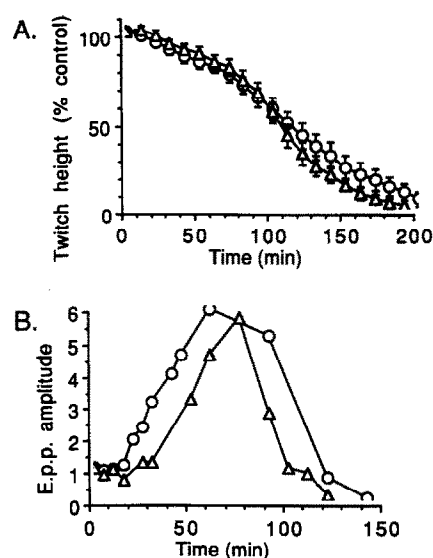 A.
Twitch height (% control)
100
50
0
0 50 100 150 200
Time (min)
B.
E.p.p. amplitude
6
5
4
3
2
1
0
0 50 100 150
Time (min)